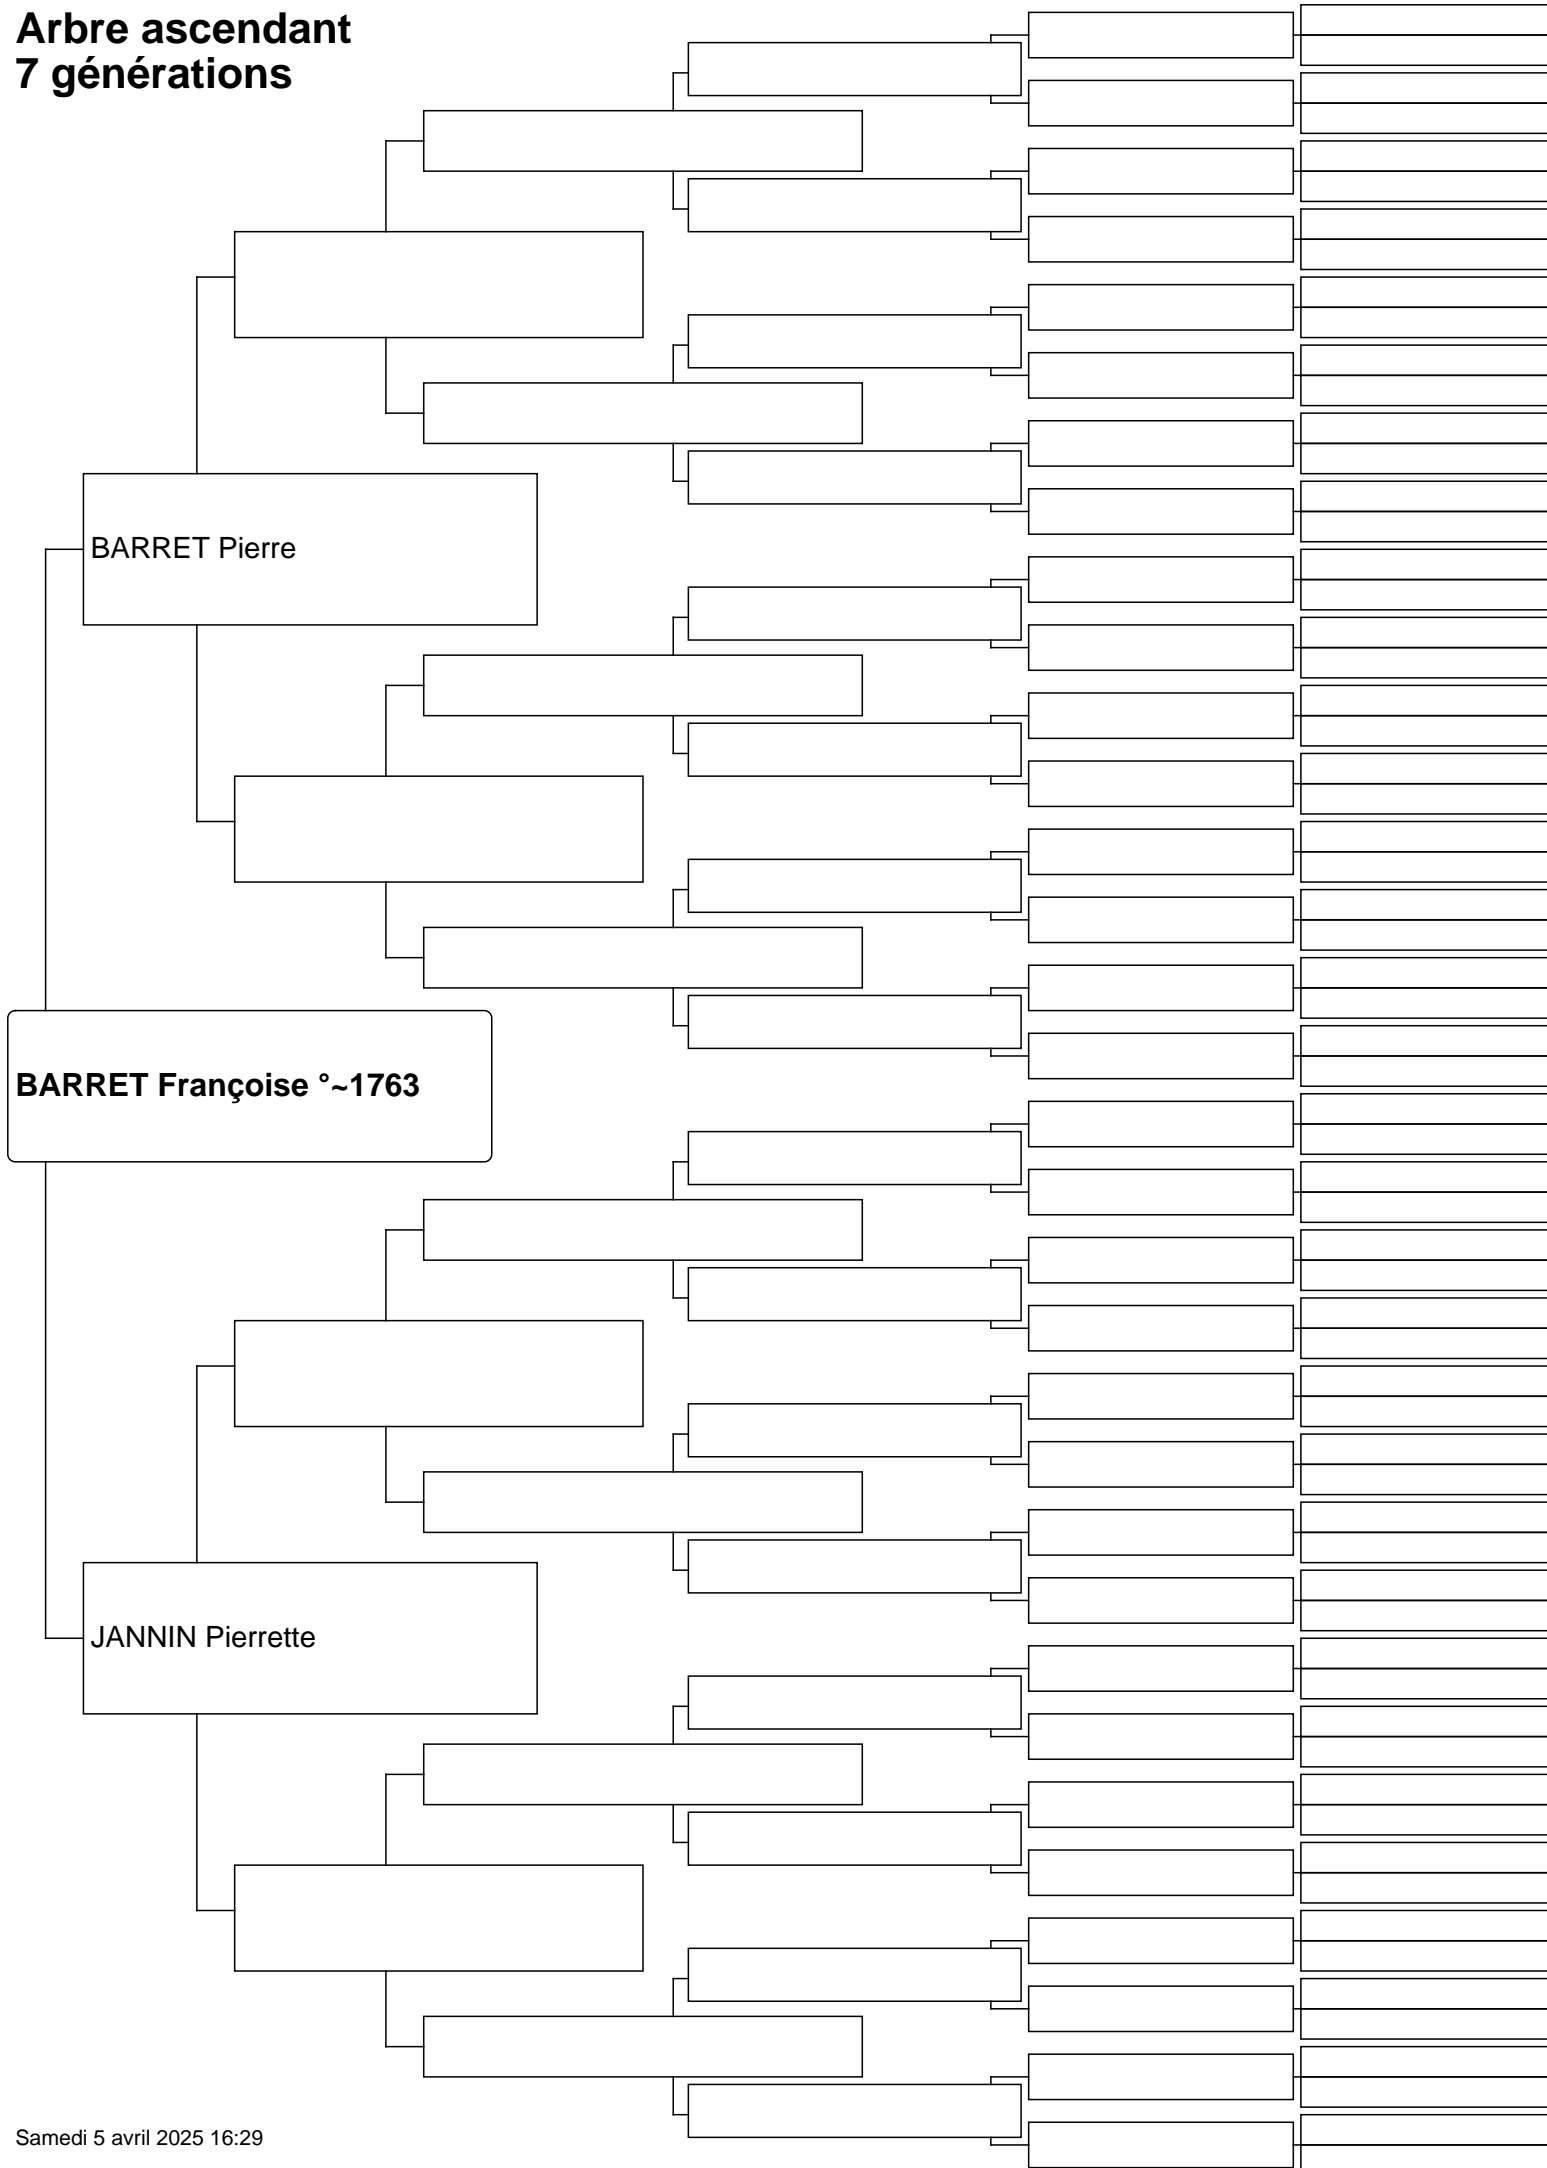 Arbre ascendant
7 générations
BARRET Pierre
BARRET Françoise °~1763
JANNIN Pierrette
Samedi 5 avril 2025 16:29